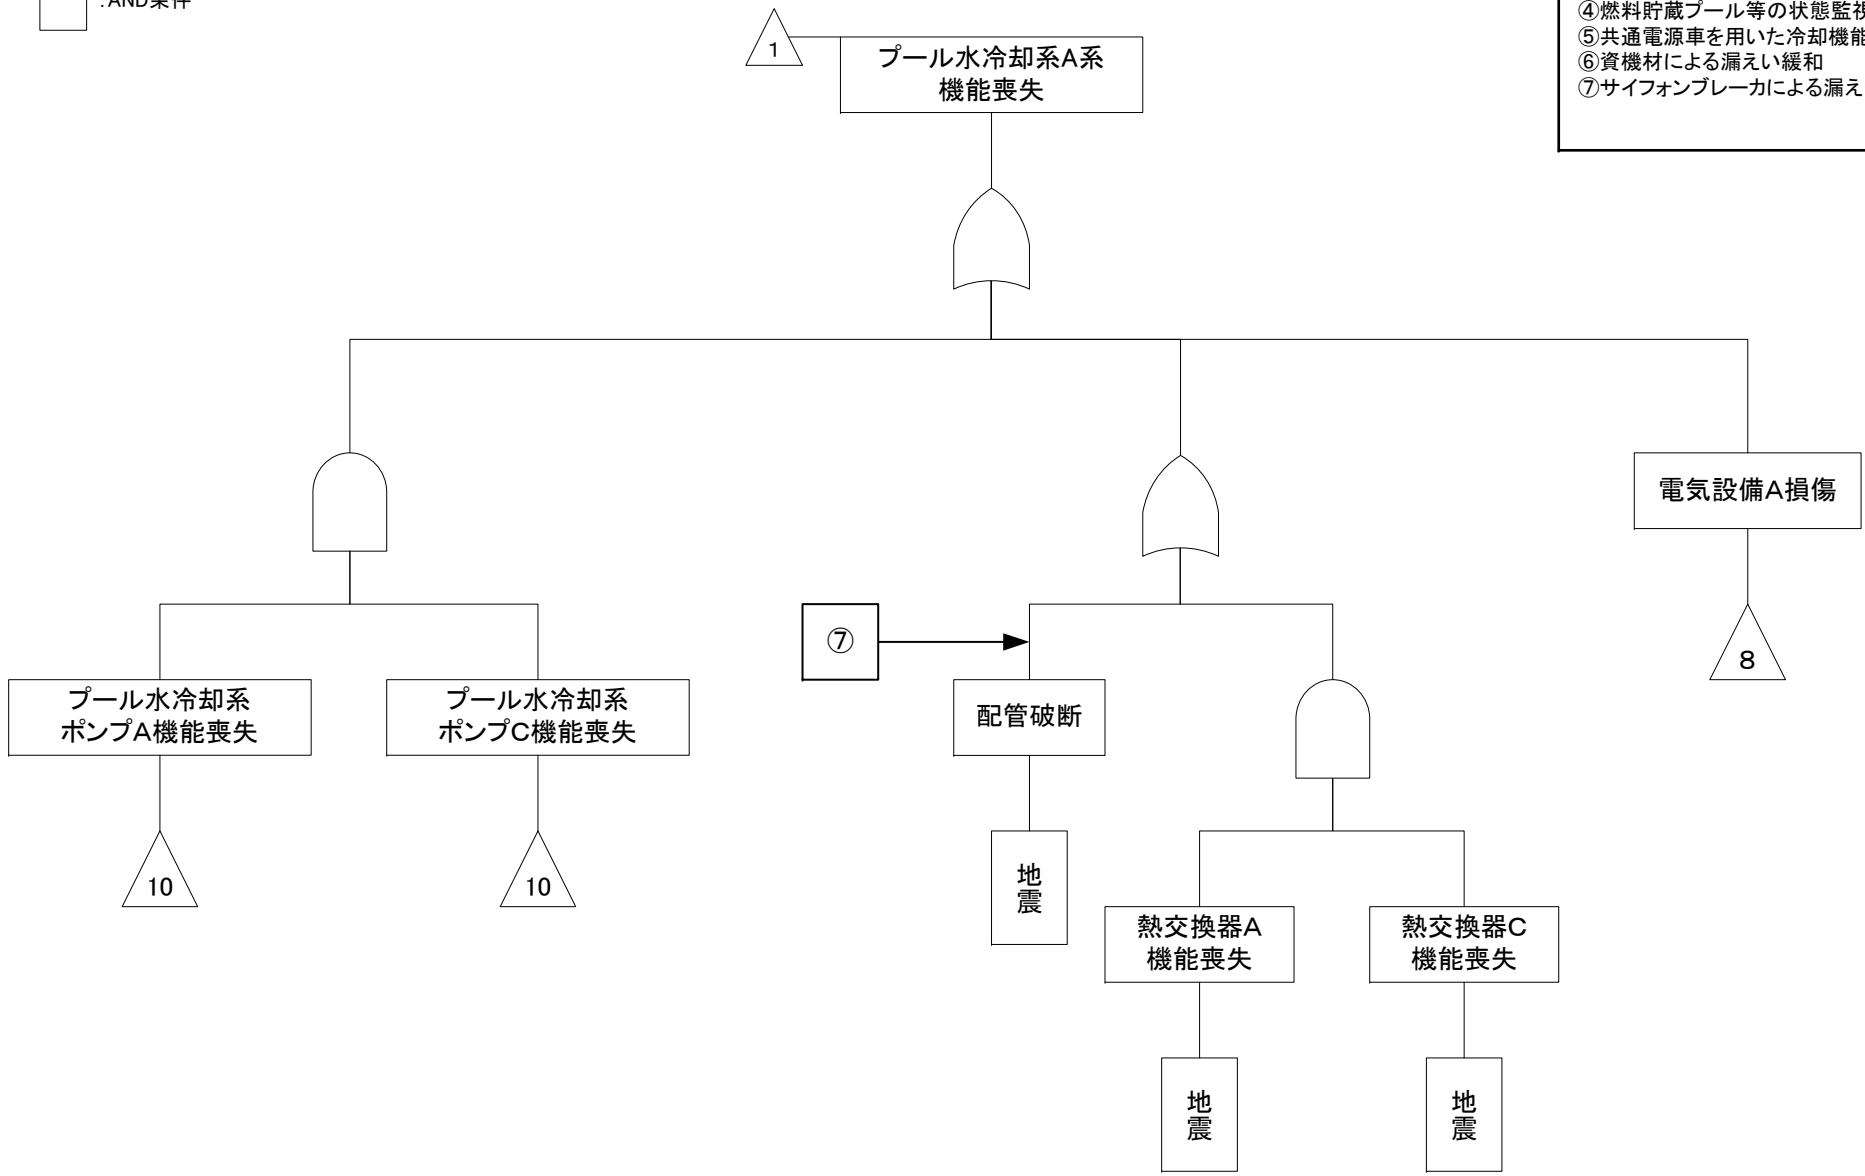 :AND条件
④燃料貯蔵プール等の状態監視
⑤共通電源車を用いた冷却機能
⑥資機材による漏えい緩和
⑦サイフォンブレーカによる漏え
1
プール水冷却系A系
機能喪失
電気設備A損傷
8
⑦
プール水冷却系
ポンプA機能喪失
プール水冷却系
ポンプC機能喪失
配管破断
10
10
地
震
熱交換器A
機能喪失
熱交換器C
機能喪失
地
震
地
震